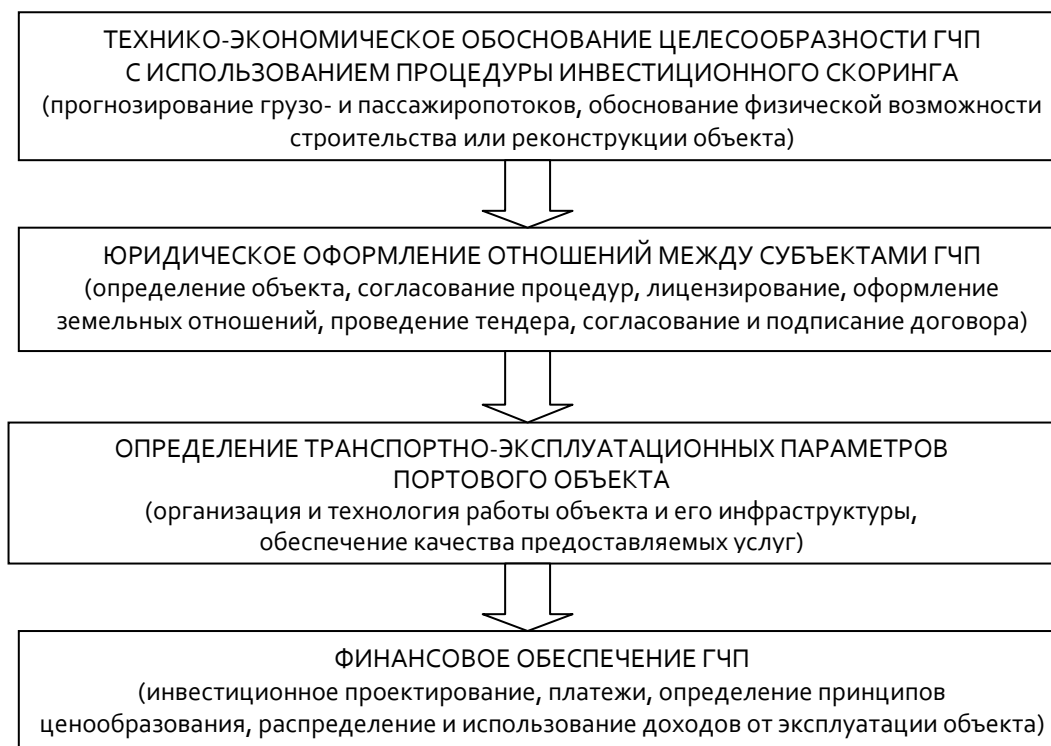 ТЕХНИКО-ЭКОНОМИЧЕСКОЕ ОБОСНОВАНИЕ ЦЕЛЕСООБРАЗНОСТИ ГЧП
С ИСПОЛЬЗОВАНИЕМ ПРОЦЕДУРЫ ИНВЕСТИЦИОННОГО СКОРИНГА
(прогнозирование грузо- и пассажиропотоков, обоснование физической возможности
строительства или реконструкции объекта)
ЮРИДИЧЕСКОЕ ОФОРМЛЕНИЕ ОТНОШЕНИЙ МЕЖДУ СУБЪЕКТАМИ ГЧП
(определение объекта, согласование процедур, лицензирование, оформление
земельных отношений, проведение тендера, согласование и подписание договора)
ОПРЕДЕЛЕНИЕ ТРАНСПОРТНО-ЭКСПЛУАТАЦИОННЫХ ПАРАМЕТРОВ
ПОРТОВОГО ОБЪЕКТА
(организация и технология работы объекта и его инфраструктуры,
обеспечение качества предоставляемых услуг)
ФИНАНСОВОЕ ОБЕСПЕЧЕНИЕ ГЧП
(инвестиционное проектирование, платежи, определение принципов
ценообразования, распределение и использование доходов от эксплуатации объекта)